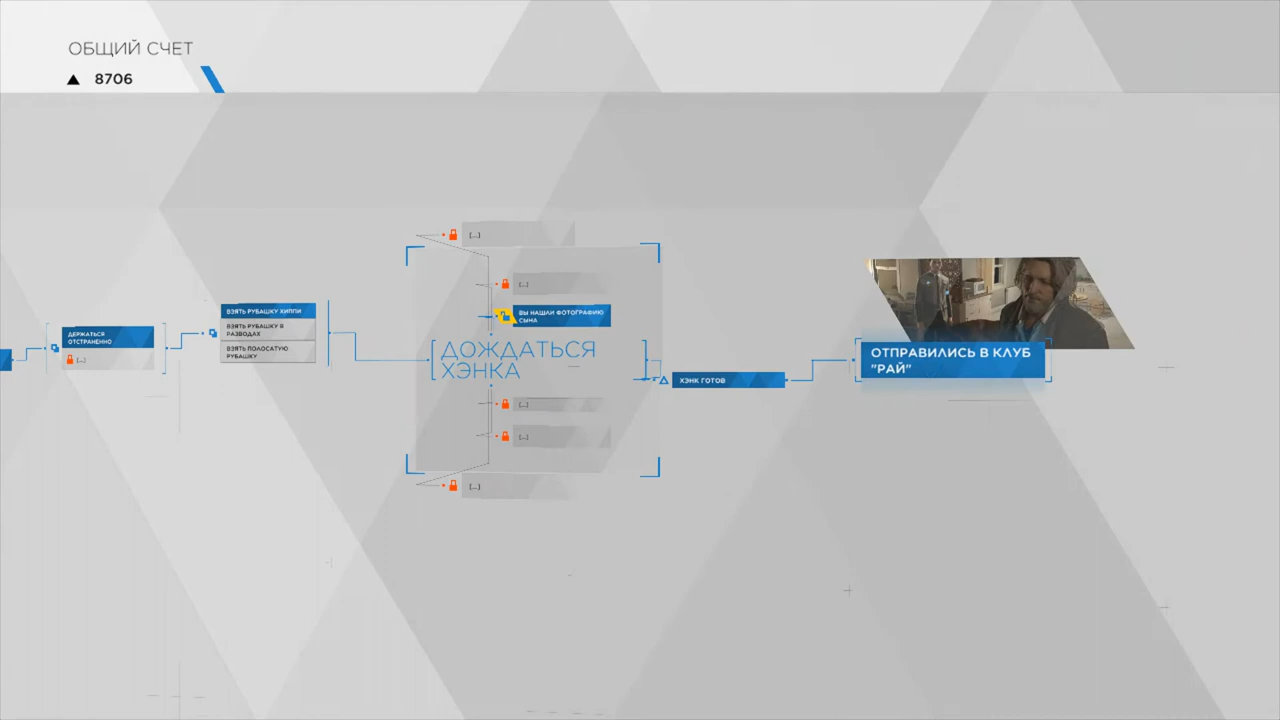 ОБЩИЙ СЧЕТ
8706
ДЕРЖАТЬСЯ
ОТСТРАНЕННО
[...]
ВЗЯТЬ РУБАШКУ ХИППИ
ВЗЯТЬ РУБАШКУ В
РАЗВОДАХ
ВЗЯТЬ ПОЛОСАТУЮ
РУБАШКУ
[...]
[...]
ВЫ НАШЛИ ФОТОГРАФИЮ
СЫНА
ДОЖДАТЬСЯ
ХЭНКА
[...]
[...]
[...]
ХЭНК ГОТОВ
ОТПРАВИЛИСЬ В КЛУБ
"РАЙ"